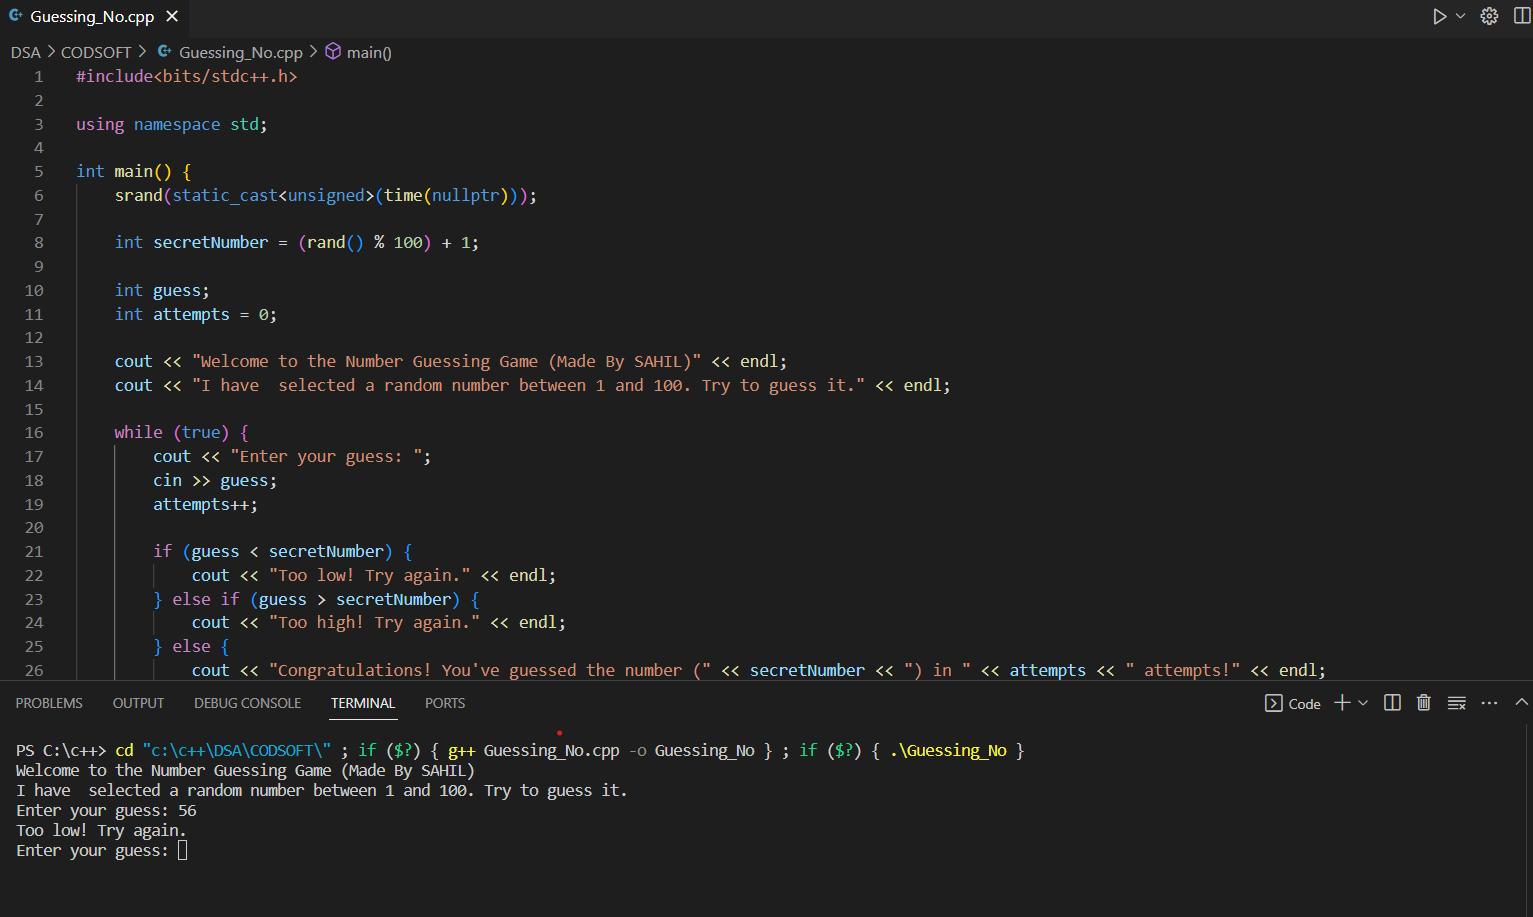 Guessing_No.cpp
DSA > CODSOFT > Guessing_No.cpp > main()
1 #include<bits/stdc++.h>
2
3 using namespace std;
4
5 int main() {
6 srand(static_cast<unsigned>(time(nullptr)));
7
8 int secretNumber = (rand() % 100) + 1;
9
10 int guess;
11 int attempts = 0;
12
13 cout << "Welcome to the Number Guessing Game (Made By SAHIL)" << endl;
14 cout << "I have  selected a random number between 1 and 100. Try to guess it." << endl;
15
16 while (true) {
17 cout << "Enter your guess: ";
18 cin >> guess;
19 attempts++;
20
21 if (guess < secretNumber) {
22 cout << "Too low! Try again." << endl;
23 } else if (guess > secretNumber) {
24 cout << "Too high! Try again." << endl;
25 } else {
26 cout << "Congratulations! You've guessed the number (" << secretNumber << ") in " << attempts << " attempts!" << endl;
PROBLEMS OUTPUT DEBUG CONSOLE TERMINAL PORTS Code
PS C:\c++> cd "c:\c++\DSA\CODSOFT\" ; if ($?) { g++ Guessing_No.cpp -o Guessing_No } ; if ($?) { .\Guessing_No }
Welcome to the Number Guessing Game (Made By SAHIL)
I have  selected a random number between 1 and 100. Try to guess it.
Enter your guess: 56
Too low! Try again.
Enter your guess: